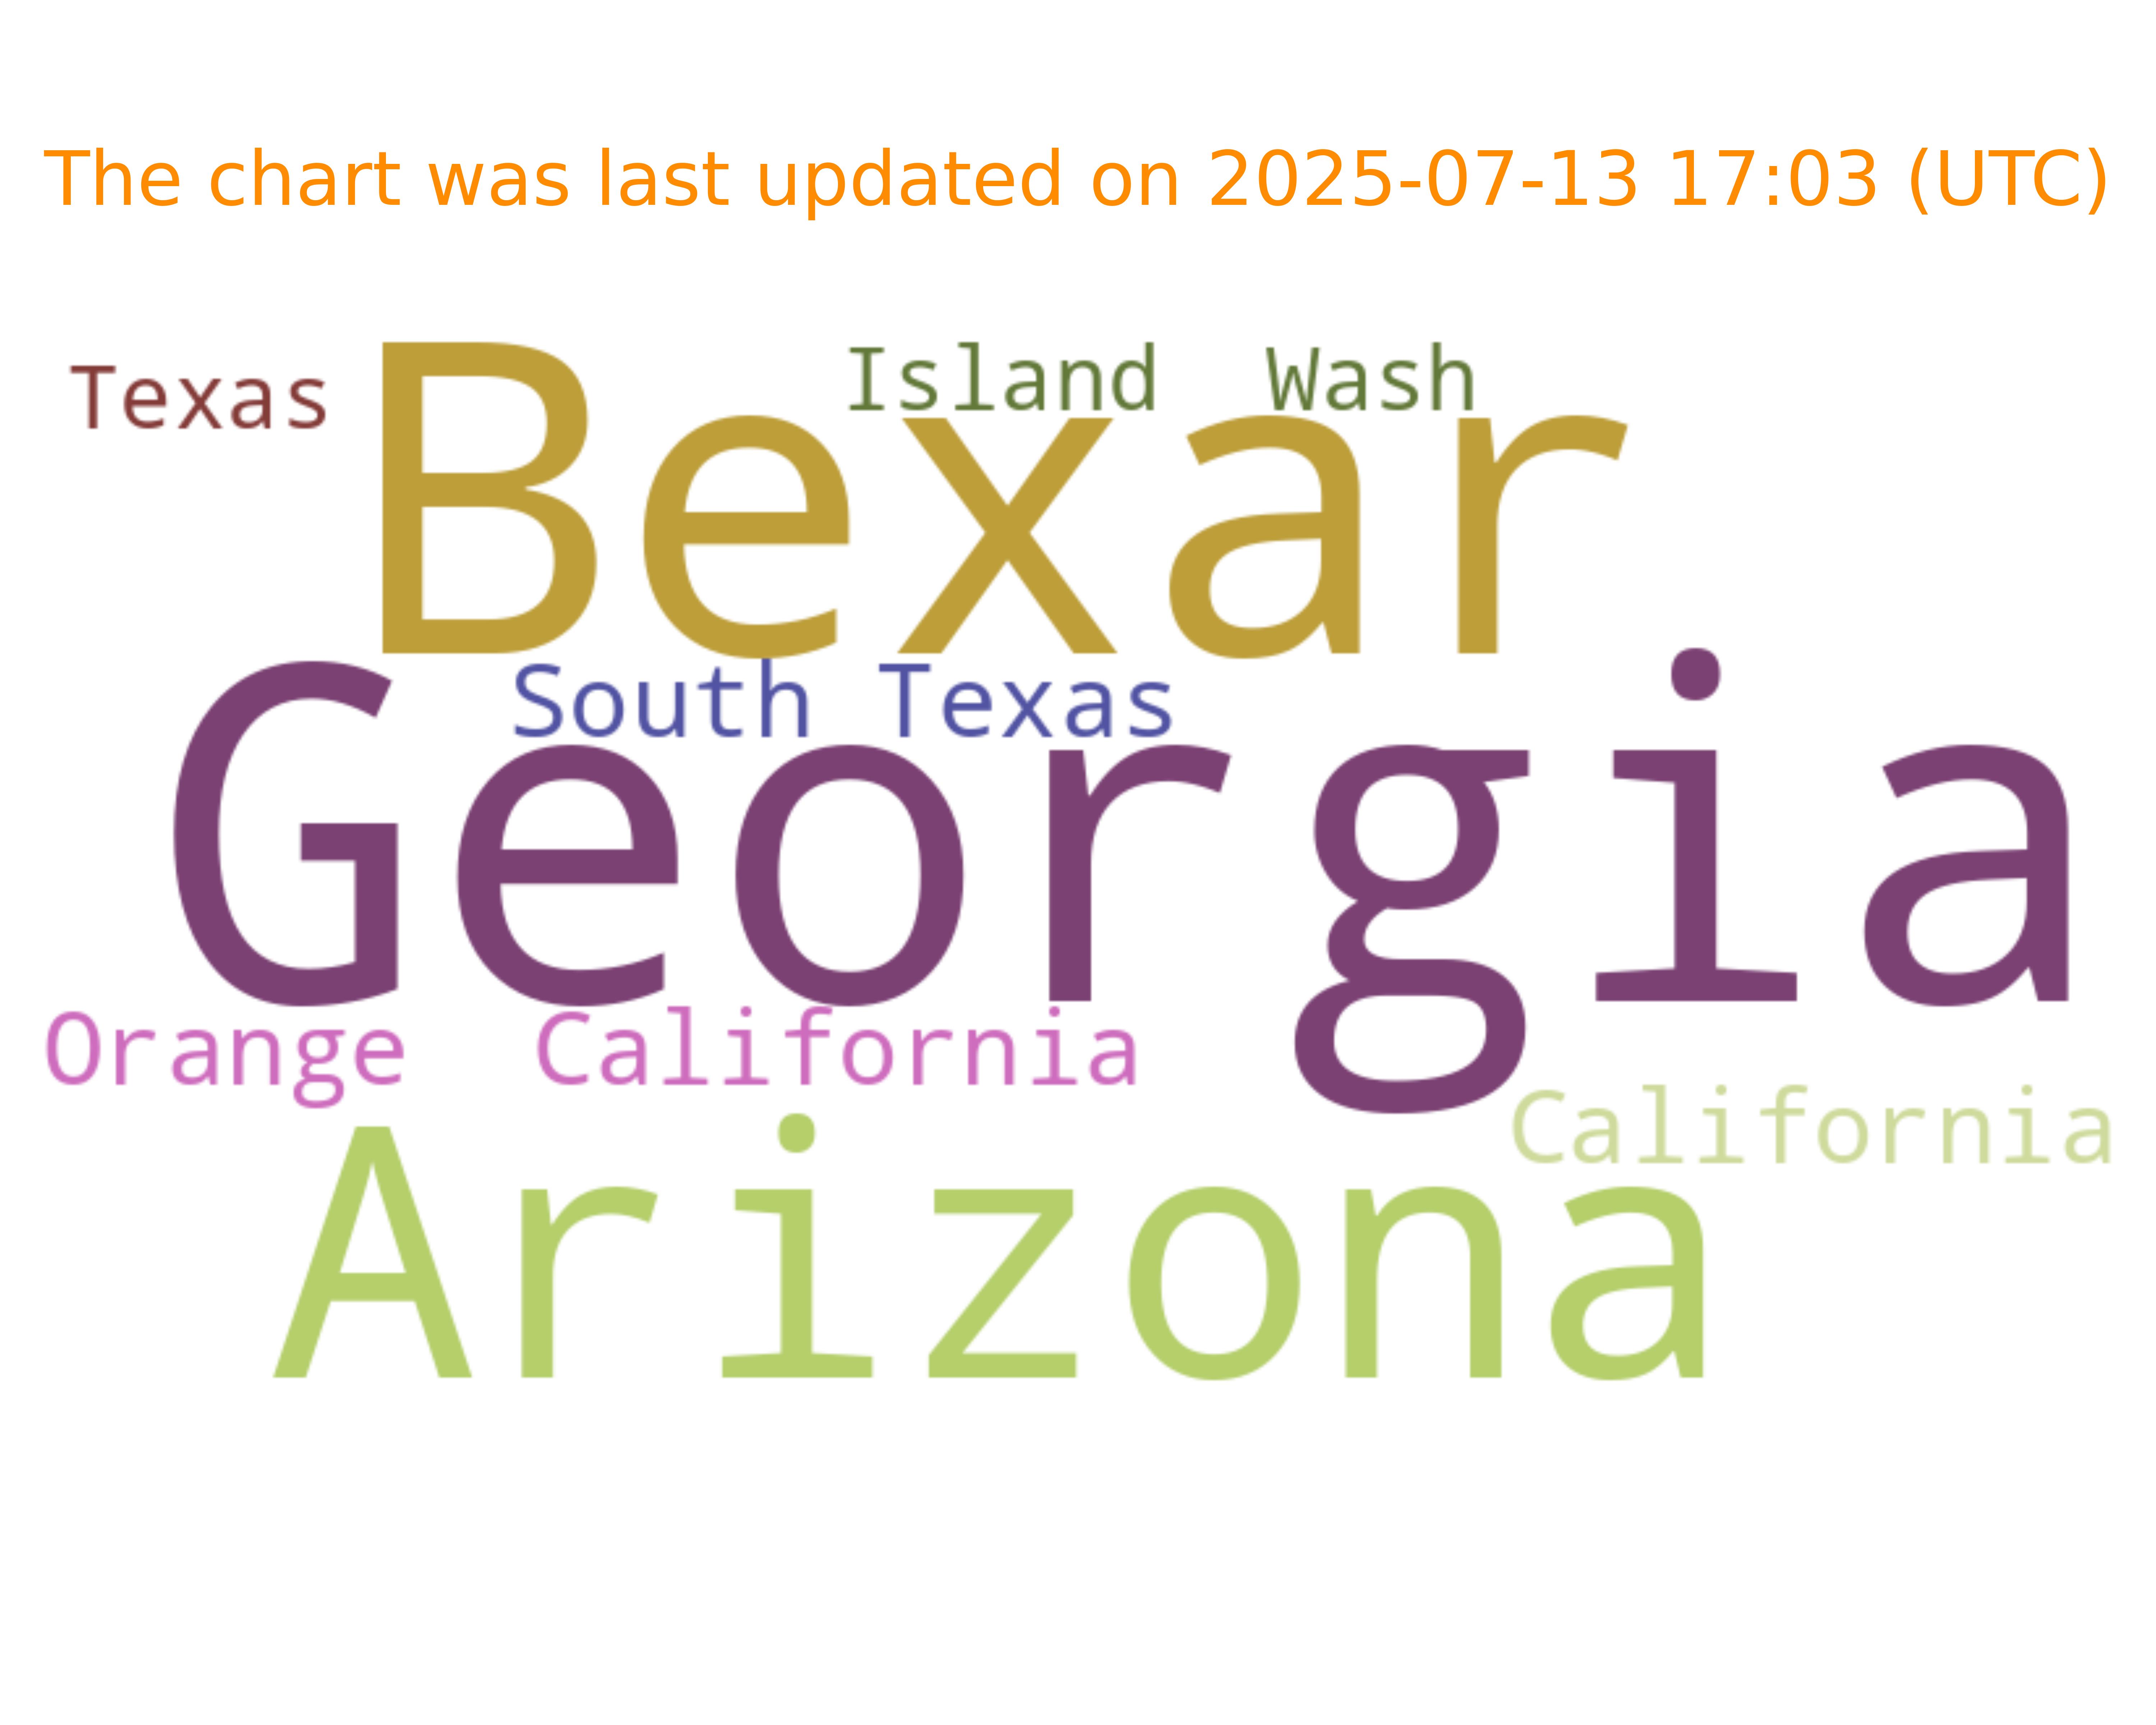 The chart was last updated on 2025-07-13 17:03 (UTC)
Texas
Island Wash
Bexar
South Texas
Georgia
Orange California
California
Arizona